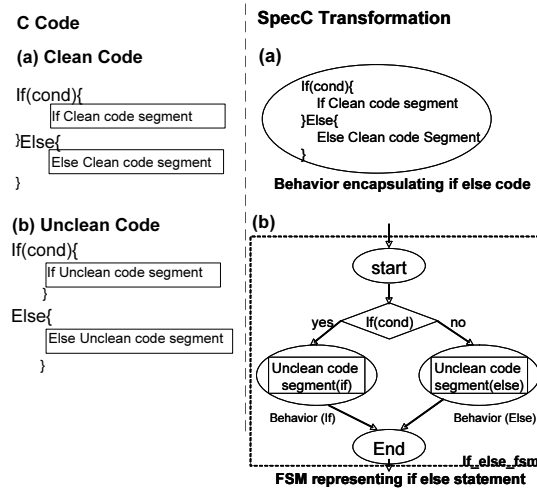 C Code
(a) Clean Code
If(cond){
If Clean code segment
}Else{
Else Clean code segment
}
(b) Unclean Code
If(cond){
If Unclean code segment
}
Else{
Else Unclean code segment
}
SpecC Transformation
(a)
If(cond){
If Clean code segment
}Else{
Else Clean code Segment
}
Behavior encapsulating if else code
(b)
start
yes
If(cond)
no
Unclean code
segment(if)
Unclean code
segment(else)
Behavior (If)
Behavior (Else)
End
If_else_fsm
FSM representing if else statement